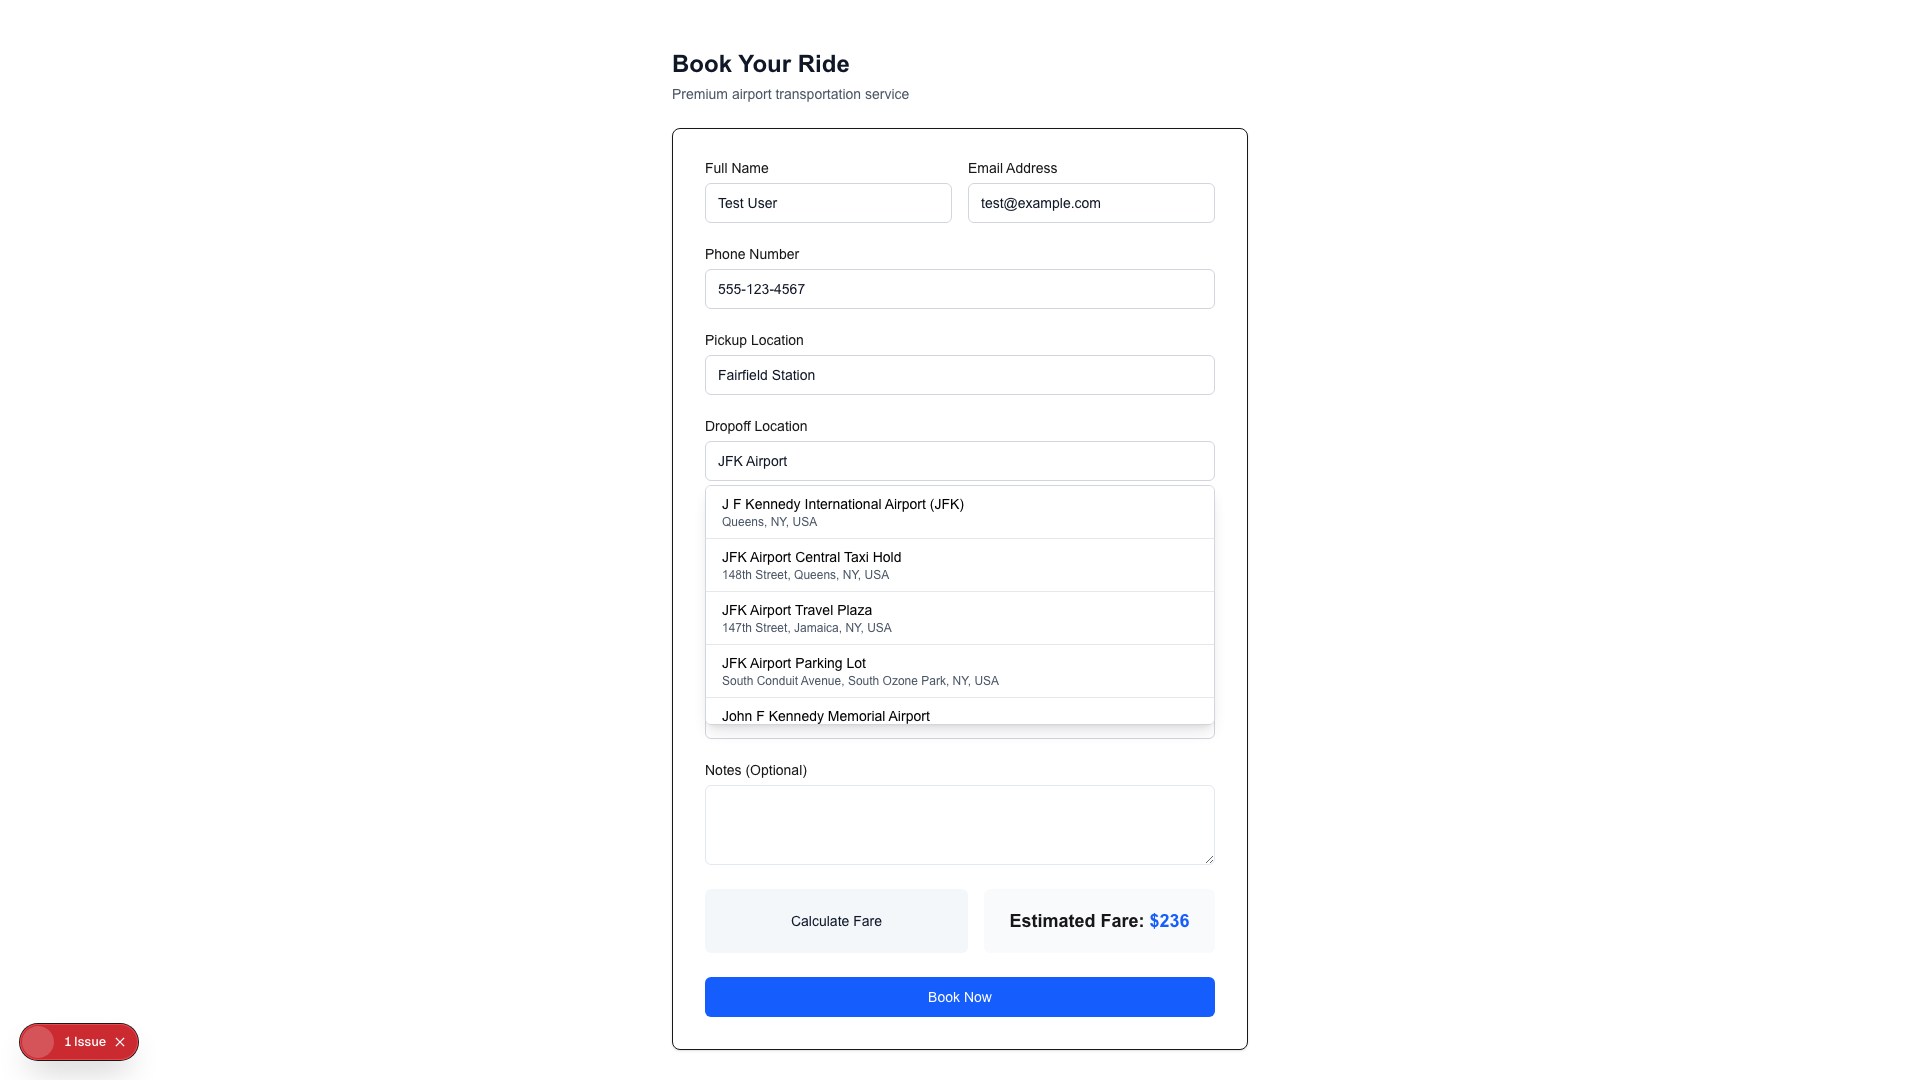 Book Your Ride
Premium airport transportation service
Full Name
Test User
Email Address
test@example.com
Phone Number
555-123-4567
Pickup Location
Fairfield Station
Dropoff Location
JFK Airport
J F Kennedy International Airport (JFK)
Queens, NY, USA
JFK Airport Central Taxi Hold
148th Street, Queens, NY, USA
JFK Airport Travel Plaza
147th Street, Jamaica, NY, USA
JFK Airport Parking Lot
South Conduit Avenue, South Ozone Park, NY, USA
John F Kennedy Memorial Airport
Notes (Optional)
Calculate Fare
Estimated Fare: $236
Book Now
1 Issue